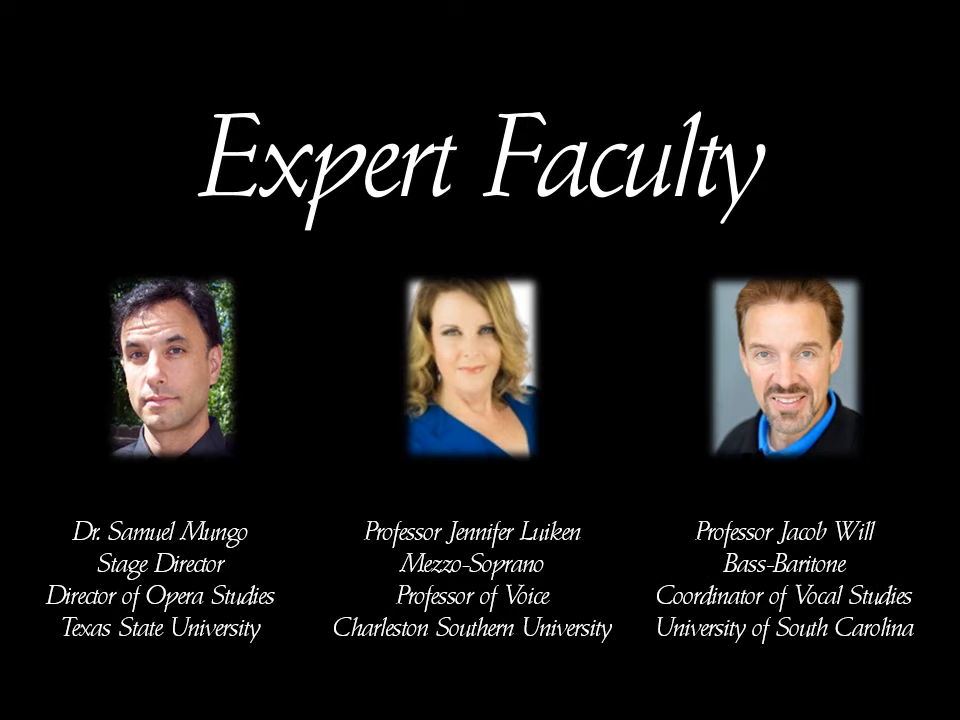 Expert Faculty
Dr. Samuel Mungo
Stage Director
Director of Opera Studies
Texas State University
Professor Jennifer Luiken
Mezzo-Soprano
Professor of Voice
Charleston Southern University
Professor Jacob Will
Bass-Baritone
Coordinator of Vocal Studies
University of South Carolina